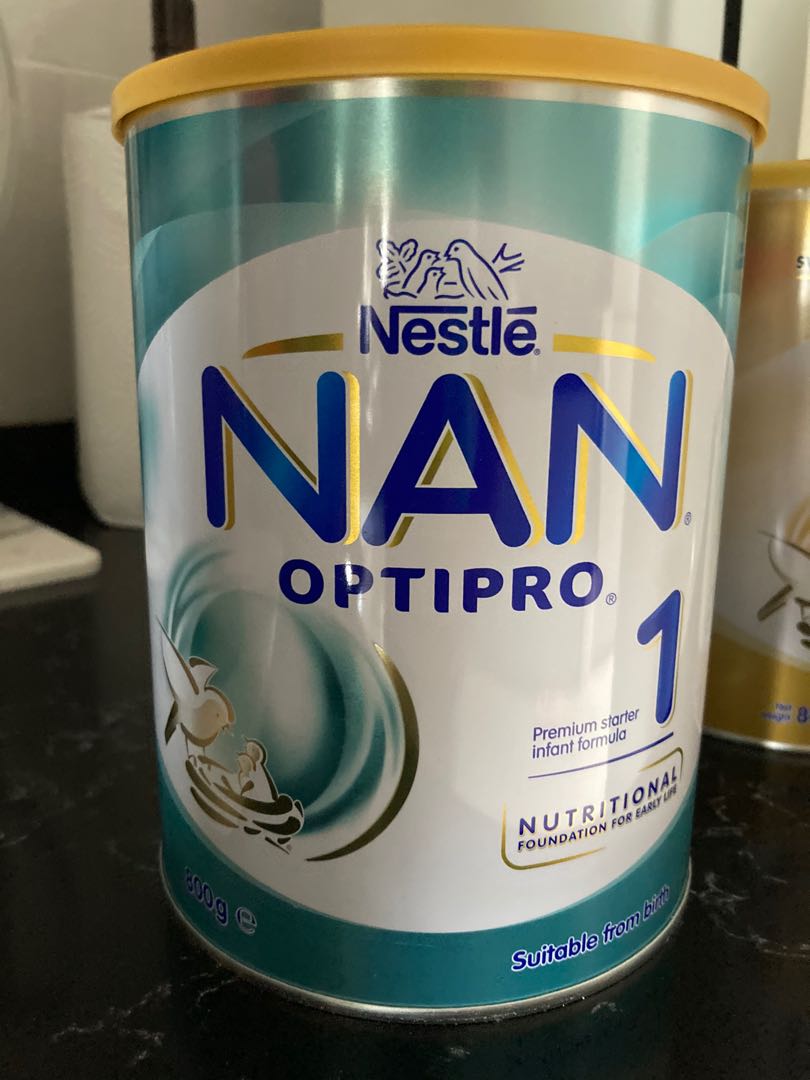 Nestlé®
NAN®
OPTIPRO®
1
Premium starter
infant formula
NUTRITIONAL
FOUNDATION FOR EARLY LIFE
800g e
Suitable from birth